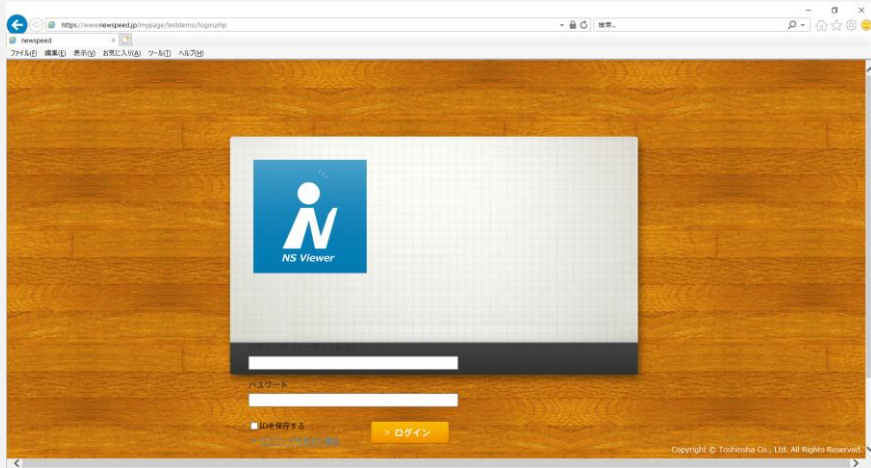 https://www.newspeed.jp/mypage/testdemo/login.php
検索...
newspeed
ファイル(F) 編集(E) 表示(V) お気に入り(A) ツール(T) ヘルプ(H)
N
NS Viewer
パスワード
IDを保存する
> ログイン
Copyright © Toshinsha Co., Ltd. All Rights Reserved.